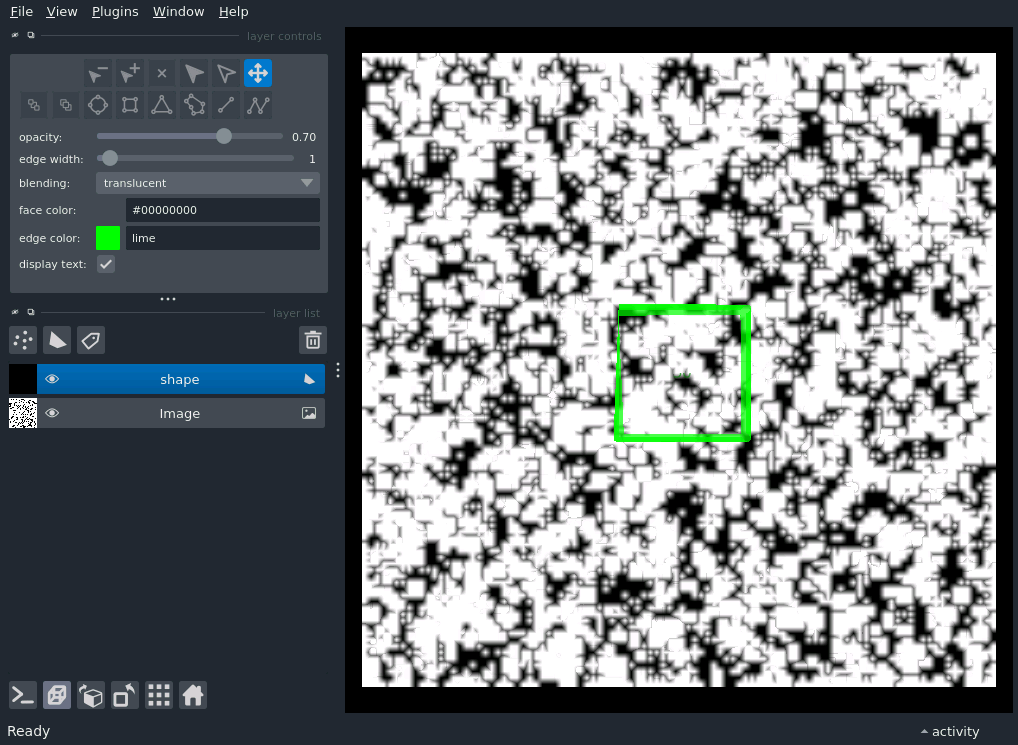 File View Plugins Window Help
layer controls
opacity: 0.70
edge width: 1
blending: translucent
face color: #00000000
edge color: lime
display text:
layer list
shape
Image
Ready
activity